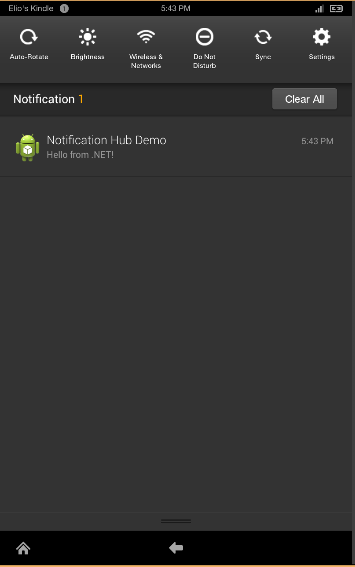 Elio's Kindle 1 5:43 PM
Auto-Rotate Brightness Wireless & Networks Do Not Disturb Sync Settings
Notification 1 Clear All
Notification Hub Demo 5:43 PM
Hello from .NET!